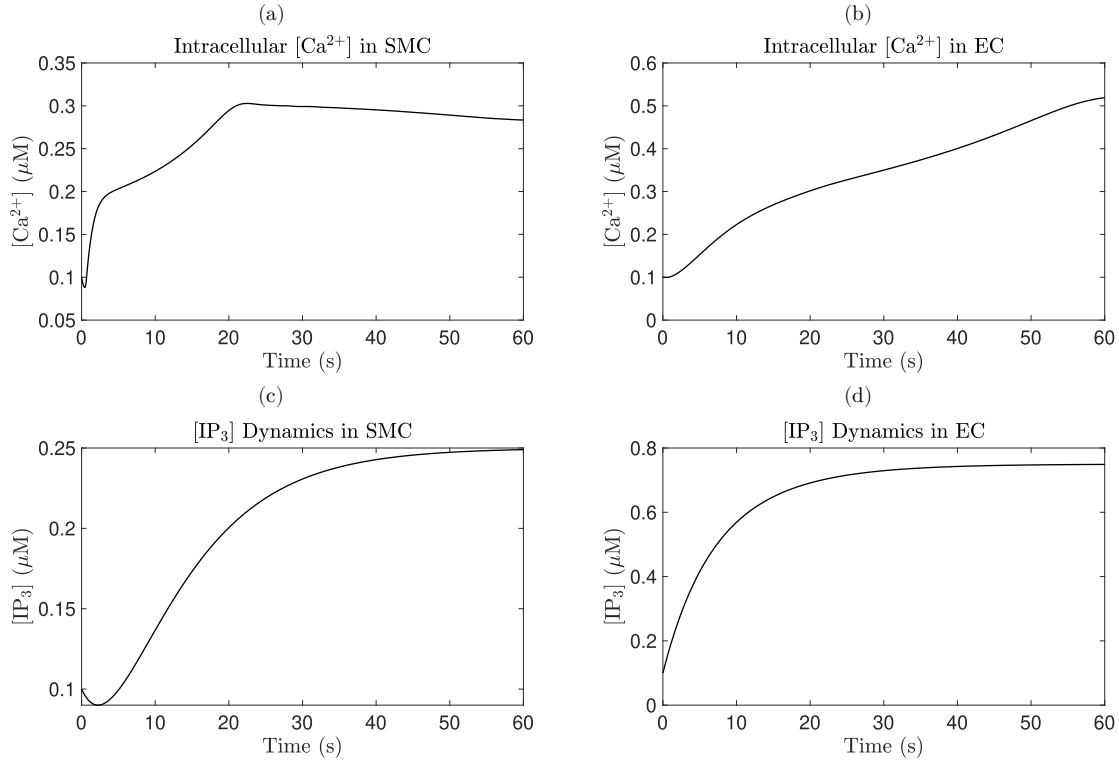 (a)
Intracellular [Ca²⁺] in SMC
0.35
0.3
0.25
0.2
0.15
0.1
0.05
[Ca²⁺] (μM)
0 10 20 30 40 50 60
Time (s)
(b)
Intracellular [Ca²⁺] in EC
0.6
0.5
0.4
0.3
0.2
0.1
0
[Ca²⁺] (μM)
0 10 20 30 40 50 60
Time (s)
(c)
[IP₃] Dynamics in SMC
0.25
0.2
0.15
0.1
[IP₃] (μM)
0 10 20 30 40 50 60
Time (s)
(d)
[IP₃] Dynamics in EC
0.8
0.6
0.4
0.2
0
[IP₃] (μM)
0 10 20 30 40 50 60
Time (s)